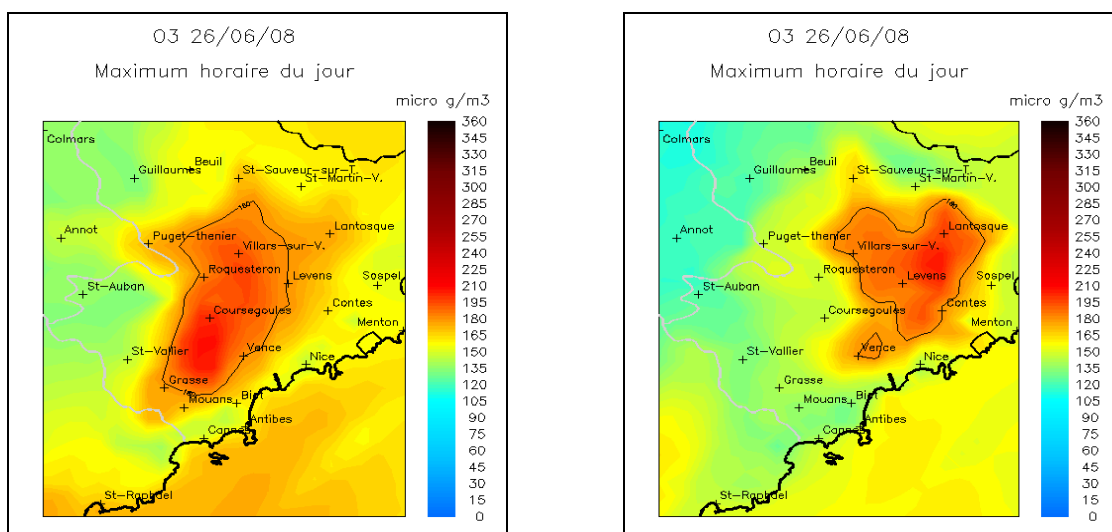 O3 26/06/08
Maximum horaire du jour
micro g/m3
360
345
330
315
300
285
270
255
240
225
210
195
180
165
150
135
120
105
90
75
60
45
30
15
0
Colmars
Guillaumes
Beuil
St-Sauveur-sur-T.
St-Martin-V.
180
Annot
Puget-thenier
Villars-sur-V.
Lantosque
Roquesteron
Levens
Sospel
St-Auban
Coursegoules
Contes
Menton
St-Vallier
Vence
Nice
Grasse
Mouans
Biot
Antibes
Cannes
St-Raphael
O3 26/06/08
Maximum horaire du jour
micro g/m3
360
345
330
315
300
285
270
255
240
225
210
195
180
165
150
135
120
105
90
75
60
45
30
15
0
Colmars
Guillaumes
Beuil
St-Sauveur-sur-T.
St-Martin-V.
180
Annot
Puget-thenier
Villars-sur-V.
Lantosque
Roquesteron
Levens
Sospel
St-Auban
Coursegoules
Contes
Menton
St-Vallier
Vence
Nice
Grasse
Mouans
Biot
Antibes
Cannes
St-Raphael